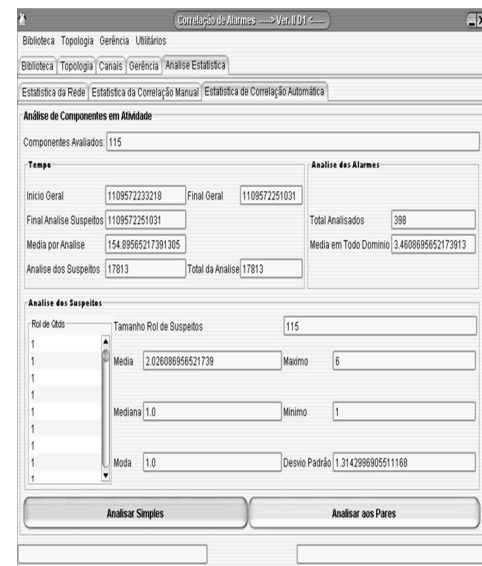 Correlação de Alarmes .....> Ver. II D1 <.....
Biblioteca Topologia Gerência Utilitários
Biblioteca Topologia Canais Gerência Analise Estatistica
Estatistica da Rede Estatistica da Correlação Manual Estatistica de Correlação Automática
Análise de Componentes em Atividade
Componentes Avaliados: 115
Tempo
Inicio Geral 1109572233218 Final Geral 1109572251031
Final Analise Suspeitos 1109572251031
Media por Analise 154.89565217391305
Analise dos Suspeitos 17813 Total da Analise 17813
Analise dos Alarmes
Total Analisados 398
Media em Todo Dominio 3.4608695652173913
Analise dos Suspeitos
Rol de Qtds
1
1
1
1
1
1
1
1
1
Tamanho Rol de Suspeitos 115
Media 2.026086956521739 Maximo 6
Mediana 1.0 Minimo 1
Moda 1.0 Desvio Padrão 1.3142996905511168
Analisar Simples Analisar aos Pares